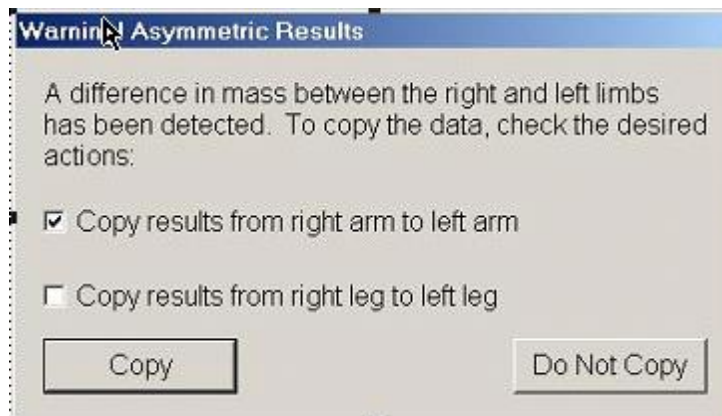 Warning! Asymmetric Results
A difference in mass between the right and left limbs
has been detected. To copy the data, check the desired
actions:
Copy results from right arm to left arm
Copy results from right leg to left leg
Copy
Do Not Copy